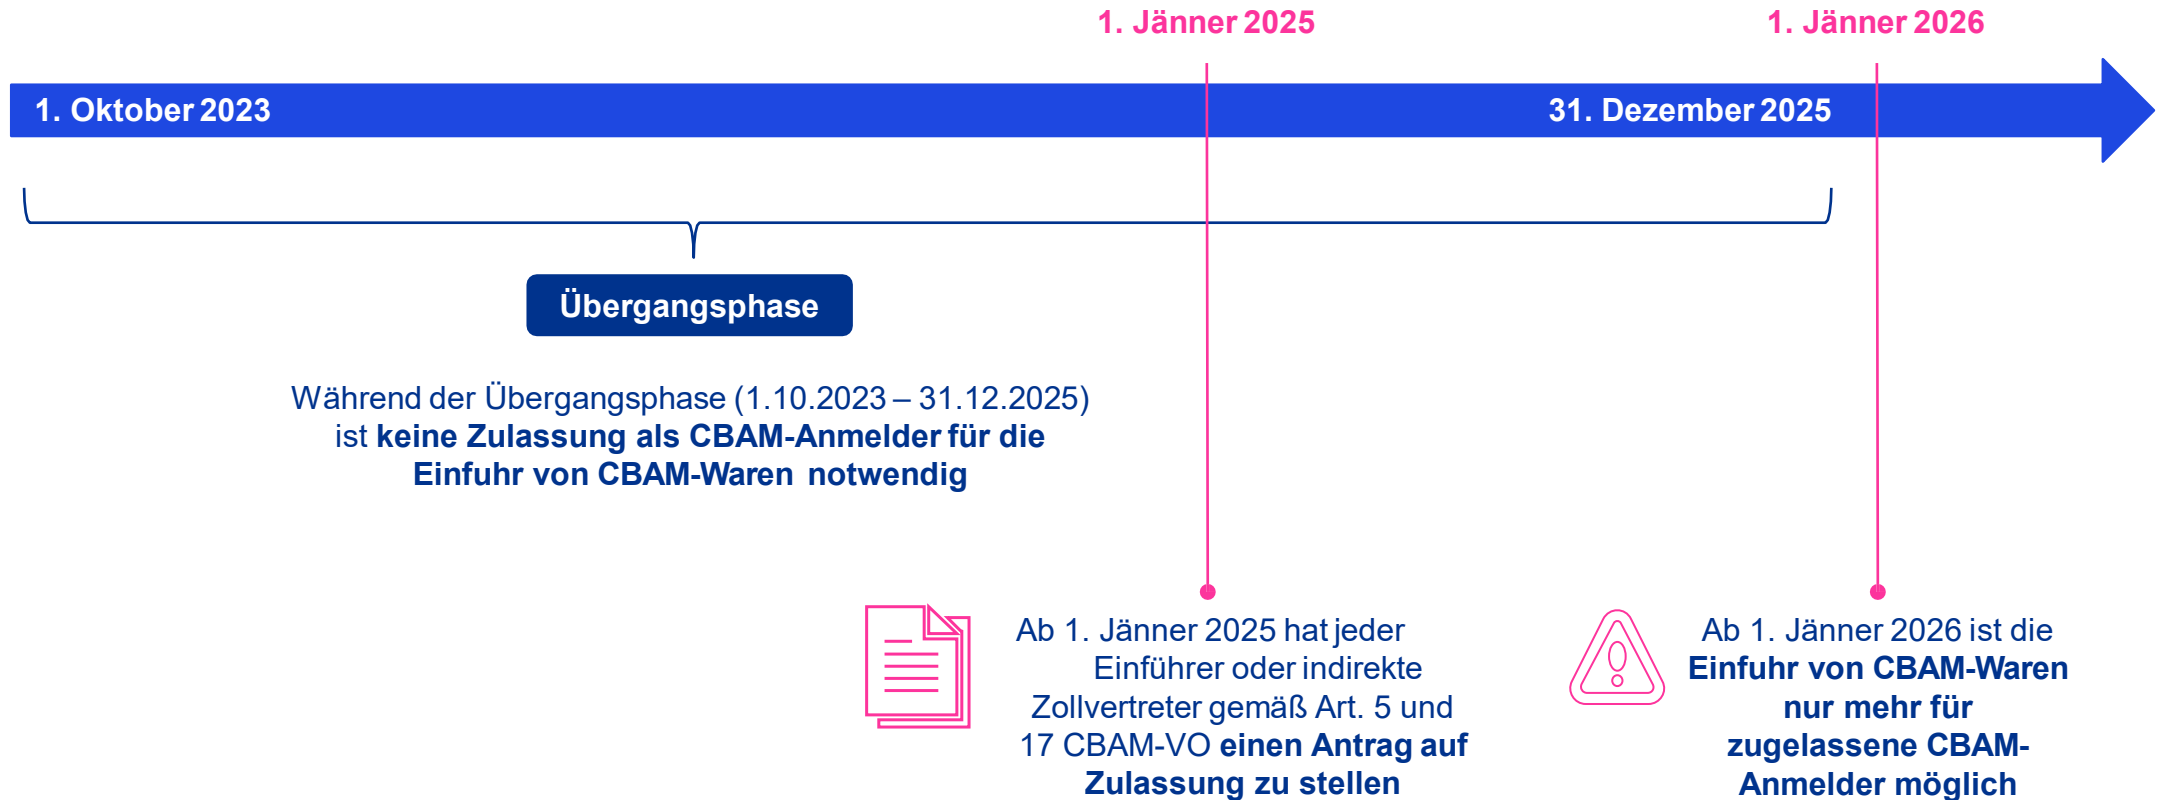 1. Jänner 2025
1. Jänner 2026
1. Oktober 2023
31. Dezember 2025
Übergangsphase
Während der Übergangsphase (1.10.2023 – 31.12.2025)
ist keine Zulassung als CBAM-Anmelder für die
Einfuhr von CBAM-Waren notwendig
Ab 1. Jänner 2025 hat jeder
Einführer oder indirekte
Zollvertreter gemäß Art. 5 und
17 CBAM-VO einen Antrag auf
Zulassung zu stellen
Ab 1. Jänner 2026 ist die
Einfuhr von CBAM-Waren
nur mehr für
zugelassene CBAM-
Anmelder möglich